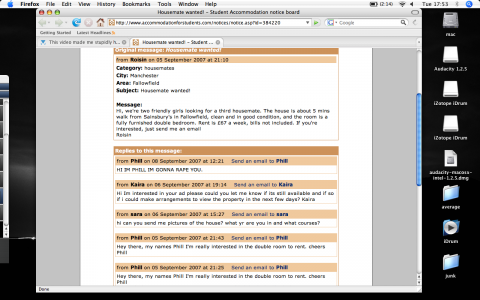 Firefox File Edit View History Bookmarks Tools Window Help
(2:14) Tue 17:53
Housemate wanted! - Student Accommodation notice board
http://www.accommodationforstudents.com/notices/notice.asp?id=384220
Google
Getting Started Latest Headlines
This video made me stupidly h...
Housemate wanted! - Student ...
Original message: Housemate wanted!
from Roisin on 05 September 2007 at 21:10
Category: housemates
City: Manchester
Area: Fallowfield
Subject: Housemate wanted!
Message:
Hi, we're two friendly girls looking for a third housemate. The house is about 5 mins
walk from Sainsbury's in Fallowfield, clean and in good condition, and the room is a
fully furnished double bedroom. Rent is £67 a week, bills not included. If you're
interested, just send me an email
Roisin
Replies to this message:
from Phill on 08 September 2007 at 12:21 Send an email to Phill
HI IM PHILL IM GONNA RAPE YOU.
from Kaira on 06 September 2007 at 19:14 Send an email to Kaira
Hi Im interested in your ad please could you let me know if its still available and if so
if i could make arrangements to view the property in the next few days? Kaira
from sara on 06 September 2007 at 15:27 Send an email to sara
hi can you send me pictures of the house? what yr are you in and what courses?
from Phill on 05 September 2007 at 21:43 Send an email to Phill
Hey there, my names Phill I'm really interested in the double to rent. cheers
Phill
from Phill on 05 September 2007 at 21:25 Send an email to Phill
Hey there, my names Phill I'm really interested in the double room to rent. cheers
Phill
Done
mac
Audacity 1.2.5
iZotope iDrum
iZotope iDrum
audacity-macosx-intel-1.2.5.dmg
average
iDrum
junk